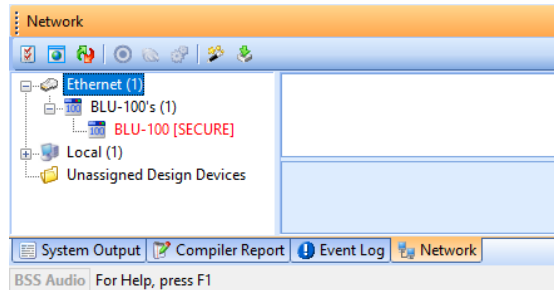 Network
Ethernet (1)
BLU-100's (1)
BLU-100 [SECURE]
Local (1)
Unassigned Design Devices
System Output Compiler Report Event Log Network
BSS Audio For Help, press F1